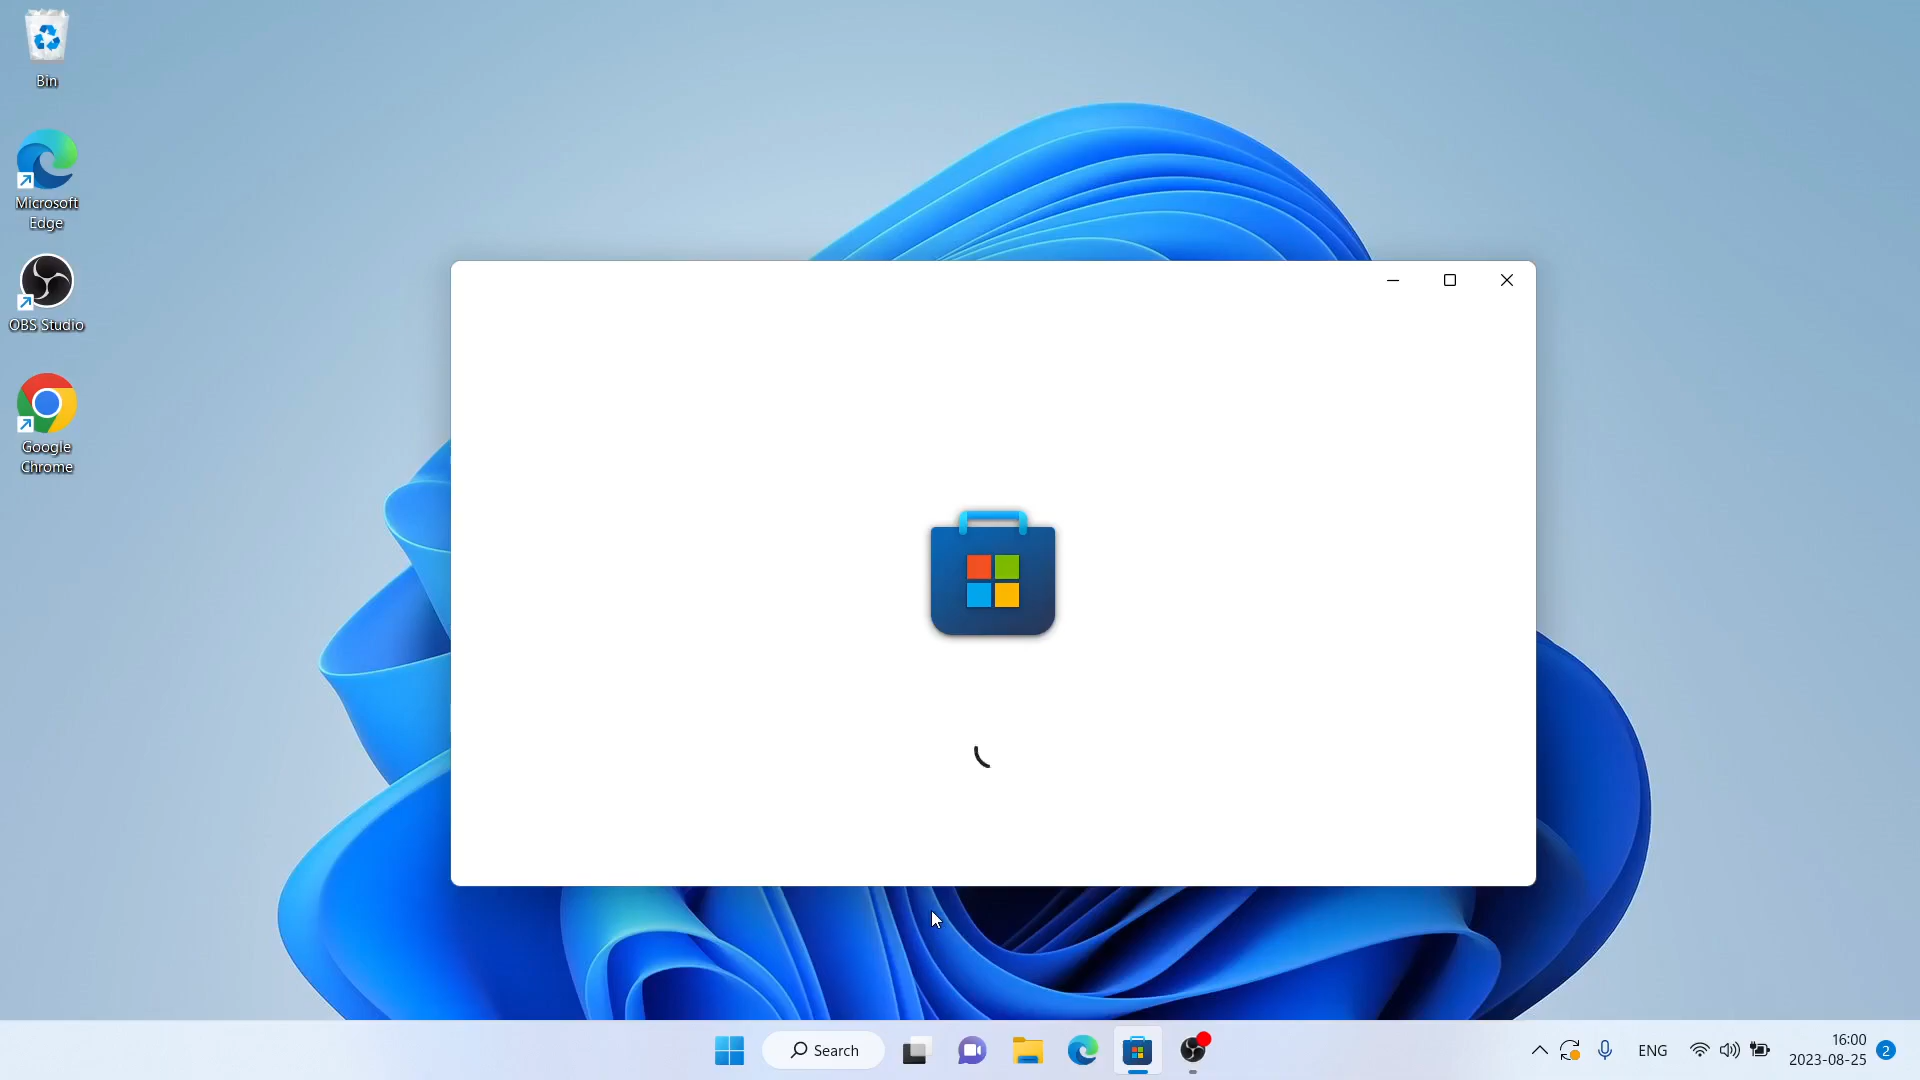 Bin
Microsoft
Edge
OBS Studio
Google
Chrome
Search
ENG
16:00
2023-08-25
2